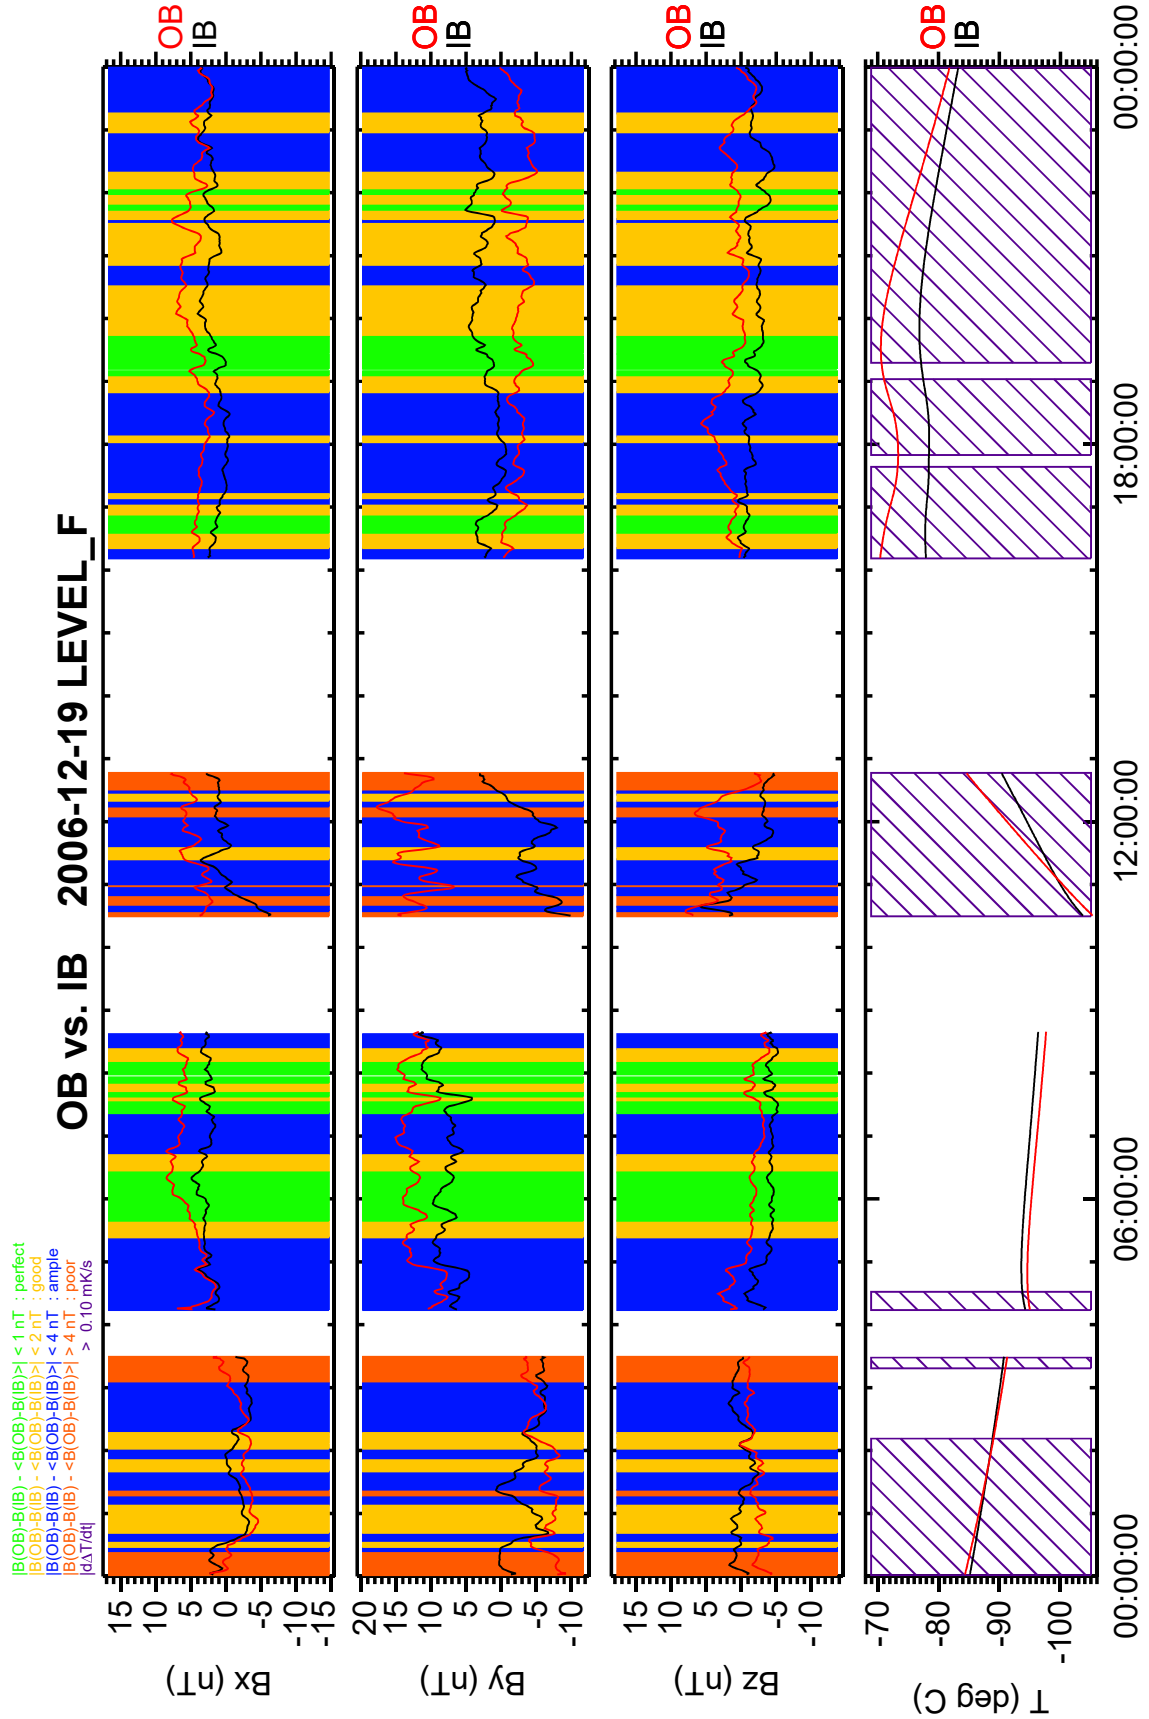 OB vs. IB 2006-12-19 LEVEL_F
|B(OB)-B(IB) - <B(OB)-B(IB)>| < 1 nT : perfect
|B(OB)-B(IB) - <B(OB)-B(IB)>| < 2 nT : good
|B(OB)-B(IB) - <B(OB)-B(IB)>| < 4 nT : ample
|B(OB)-B(IB) - <B(OB)-B(IB)>| > 4 nT : poor
|dΔT/dt| > 0.10 mK/s
Bx (nT)
15
10
5
0
-5
-10
-15
OB
IB
By (nT)
20
15
10
5
0
-5
-10
OB
IB
Bz (nT)
10
5
0
-5
-10
OB
IB
T (deg C)
-70
-80
-90
-100
OB
IB
00:00:00 06:00:00 12:00:00 18:00:00 00:00:00